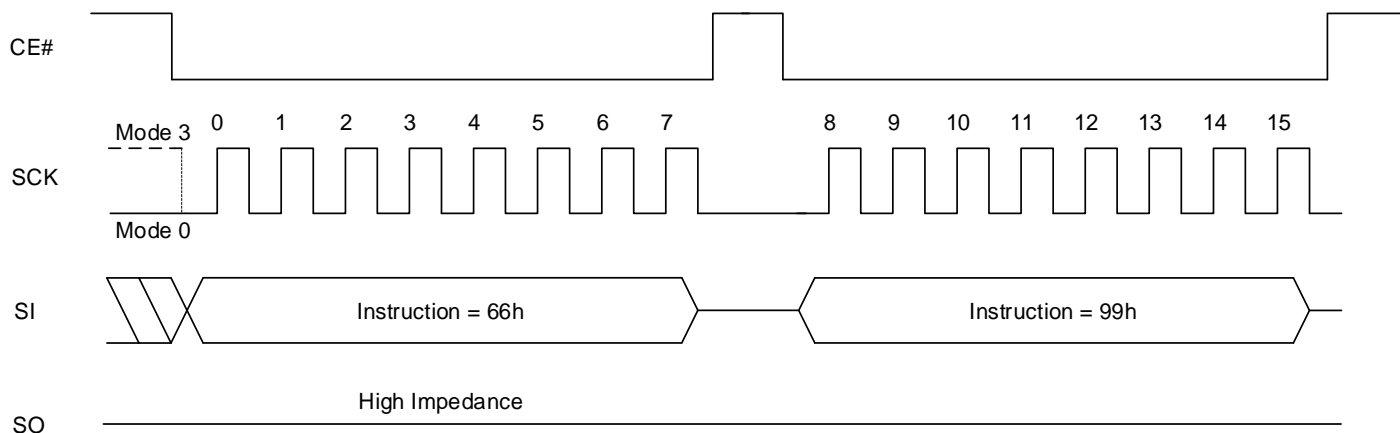 CE#
0 1 2 3 4 5 6 7 8 9 10 11 12 13 14 15
Mode 3
SCK
Mode 0
SI
Instruction = 66h
Instruction = 99h
High Impedance
SO